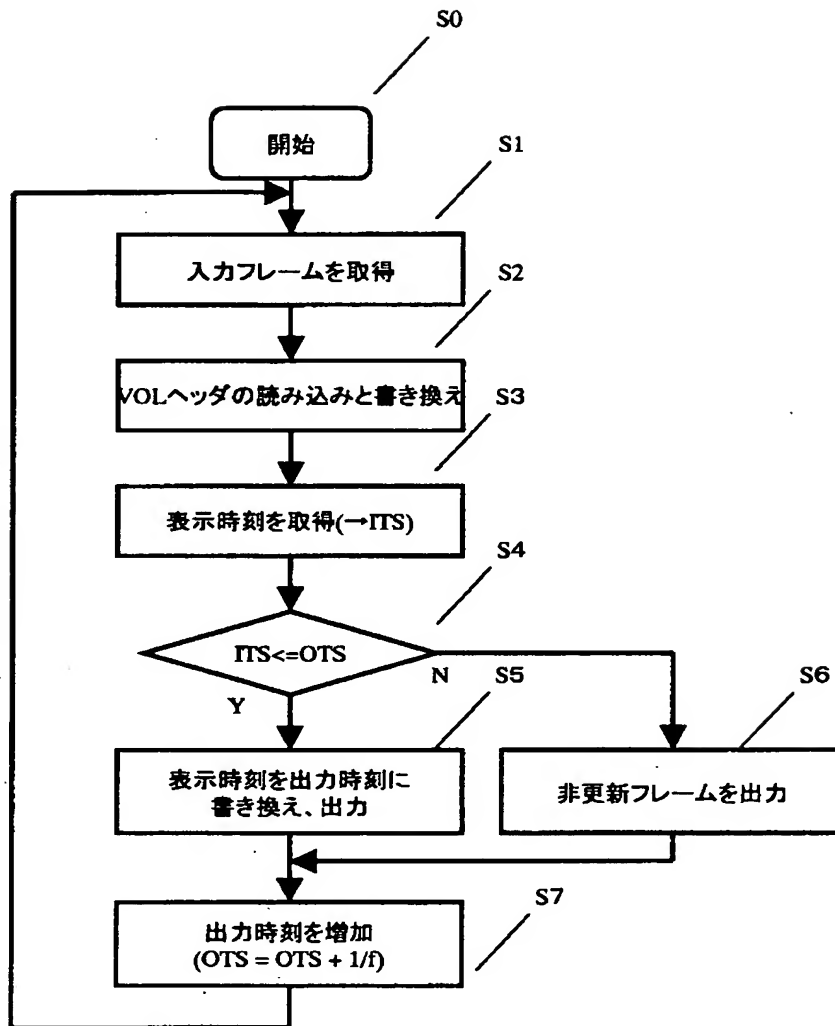 S0
開始
S1
入力フレームを取得
S2
VOLヘッダの読み込みと書き換え
S3
表示時刻を取得(→ITS)
S4
ITS<=OTS
N
Y
S5
表示時刻を出力時刻に
書き換え、出力
S6
非更新フレームを出力
S7
出力時刻を増加
(OTS = OTS + 1/f)